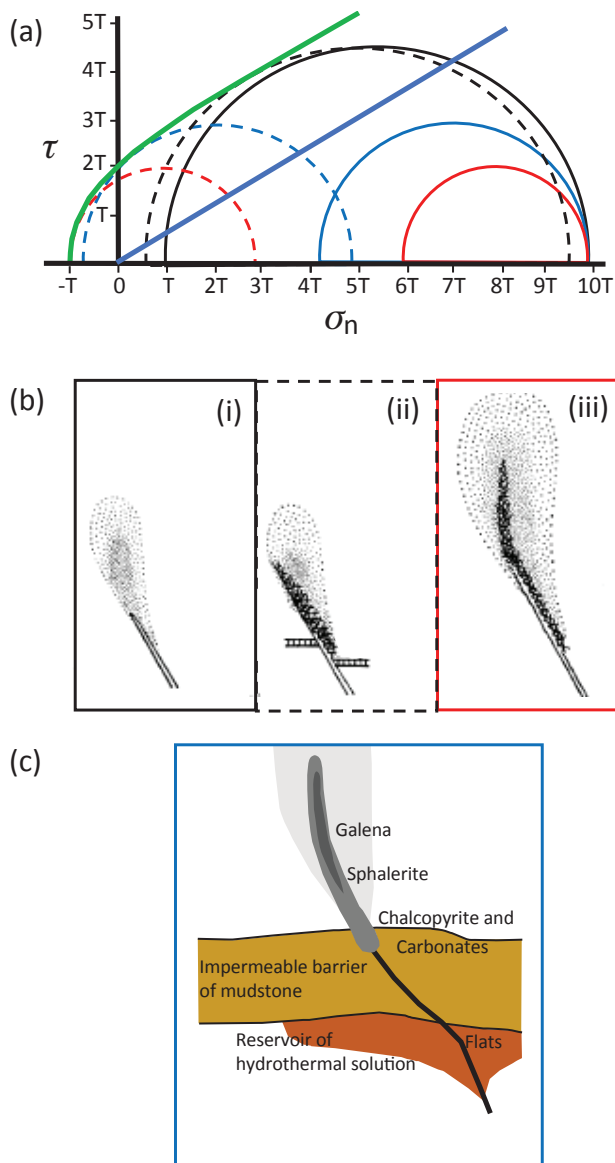 (a)
5T
4T
3T
2T
T
τ
-T
0
T
2T
3T
4T
5T
6T
7T
8T
9T
10T
σn
(b)
(i)
(ii)
(iii)
(c)
Galena
Sphalerite
Chalcopyrite and
Carbonates
Impermeable barrier
of mudstone
Reservoir of
hydrothermal solution
Flats